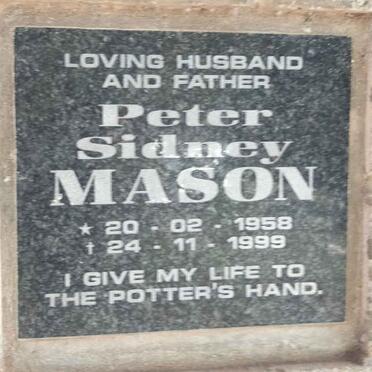 LOVING HUSBAND
AND FATHER
Peter
Sidney
MASON
★ 20 - 02 - 1958
† 24 - 11 - 1999
I GIVE MY LIFE TO
THE POTTER'S HAND.